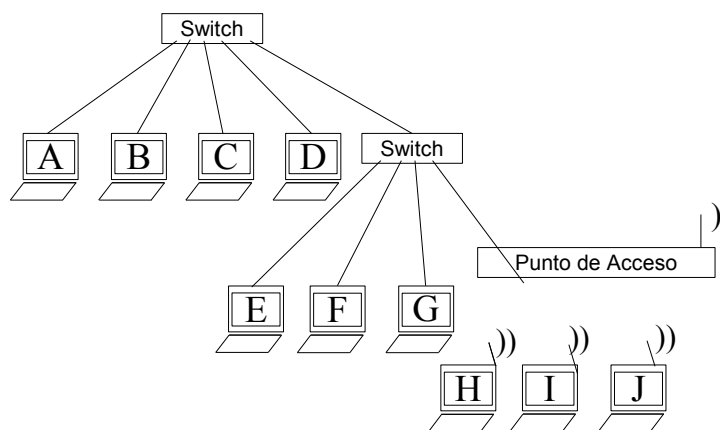 Switch
A B C D
Switch
Punto de Acceso
E F G
H I J